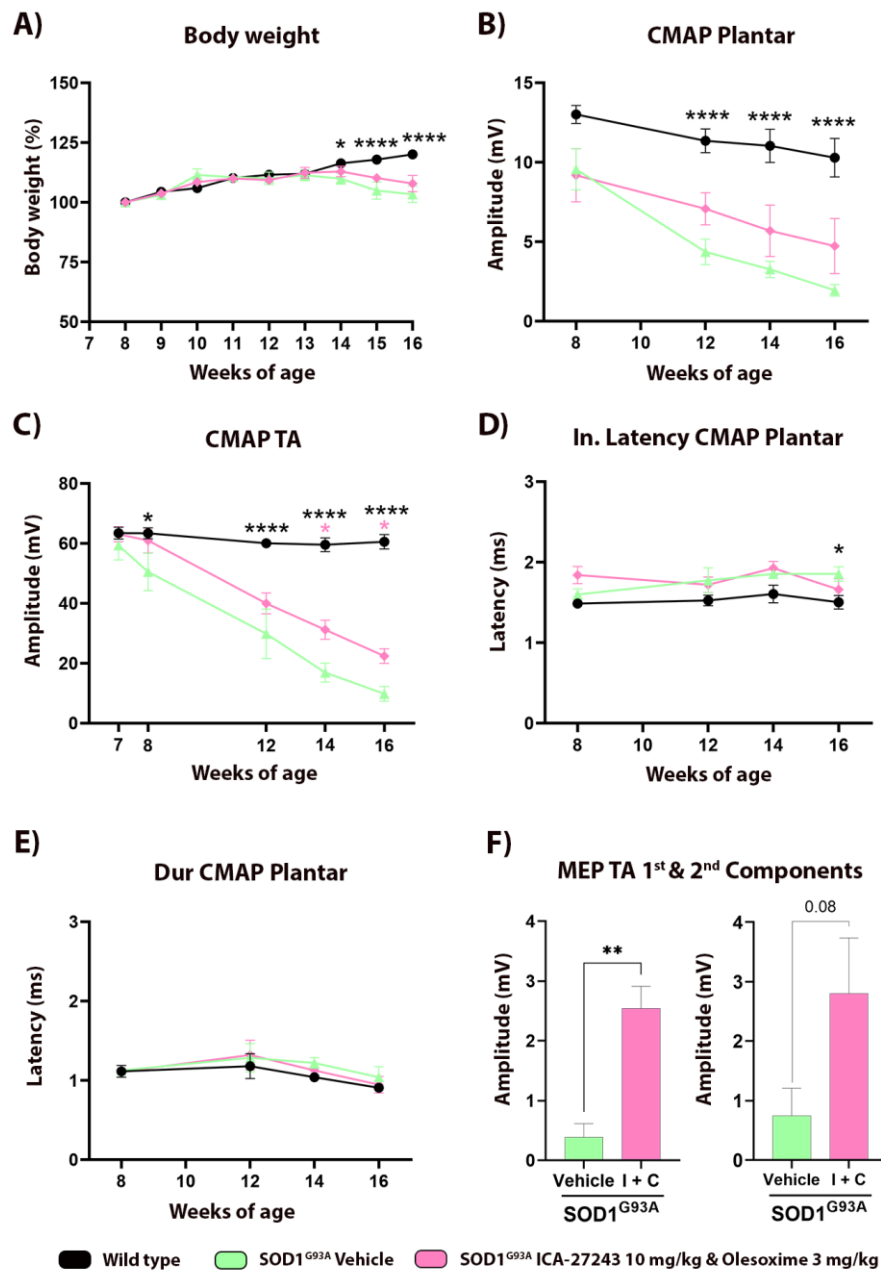 A)
Body weight
Body weight (%)
150
125
100
75
50
* **** ****
7 8 9 10 11 12 13 14 15 16
Weeks of age
B)
CMAP Plantar
Amplitude (mV)
15
10
5
0
**** **** ****
8 10 12 14 16
Weeks of age
C)
CMAP TA
Amplitude (mV)
80
60
40
20
0
* **** **** ****
* *
7 8 12 14 16
Weeks of age
D)
In. Latency CMAP Plantar
Latency (ms)
3
2
1
0
*
8 10 12 14 16
Weeks of age
E)
Dur CMAP Plantar
Latency (ms)
3
2
1
0
8 10 12 14 16
Weeks of age
F)
MEP TA 1st & 2nd Components
Amplitude (mV)
4
3
2
1
0
**
Vehicle I + C
SOD1G93A
Amplitude (mV)
4
3
2
1
0
0.08
Vehicle I + C
SOD1G93A
Wild type SOD1G93A Vehicle SOD1G93A ICA-27243 10 mg/kg & Olesoxime 3 mg/kg